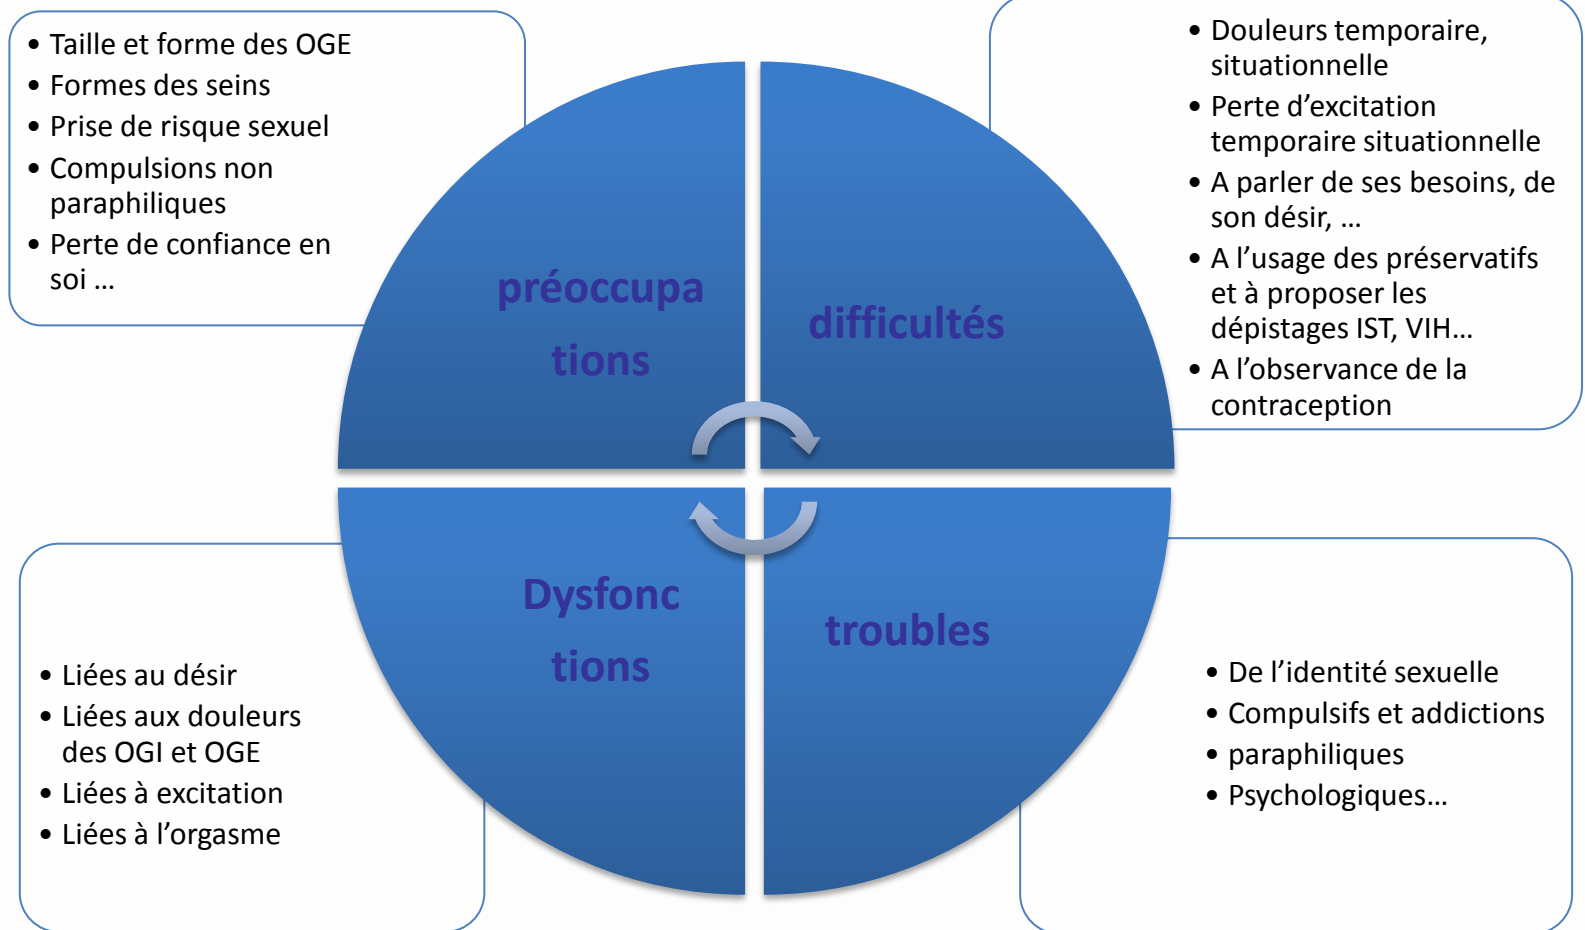 • Taille et forme des OGE
• Formes des seins
• Prise de risque sexuel
• Compulsions non
paraphiliques
• Perte de confiance en
soi ...
• Douleurs temporaire,
situationnelle
• Perte d’excitation
temporaire situationnelle
• A parler de ses besoins, de
son désir, ...
• A l’usage des préservatifs
et à proposer les
dépistages IST, VIH...
• A l’observance de la
contraception
préoccupa
tions
difficultés
Dysfonc
tions
troubles
• Liées au désir
• Liées aux douleurs
des OGI et OGE
• Liées à excitation
• Liées à l’orgasme
• De l’identité sexuelle
• Compulsifs et addictions
• paraphiliques
• Psychologiques...